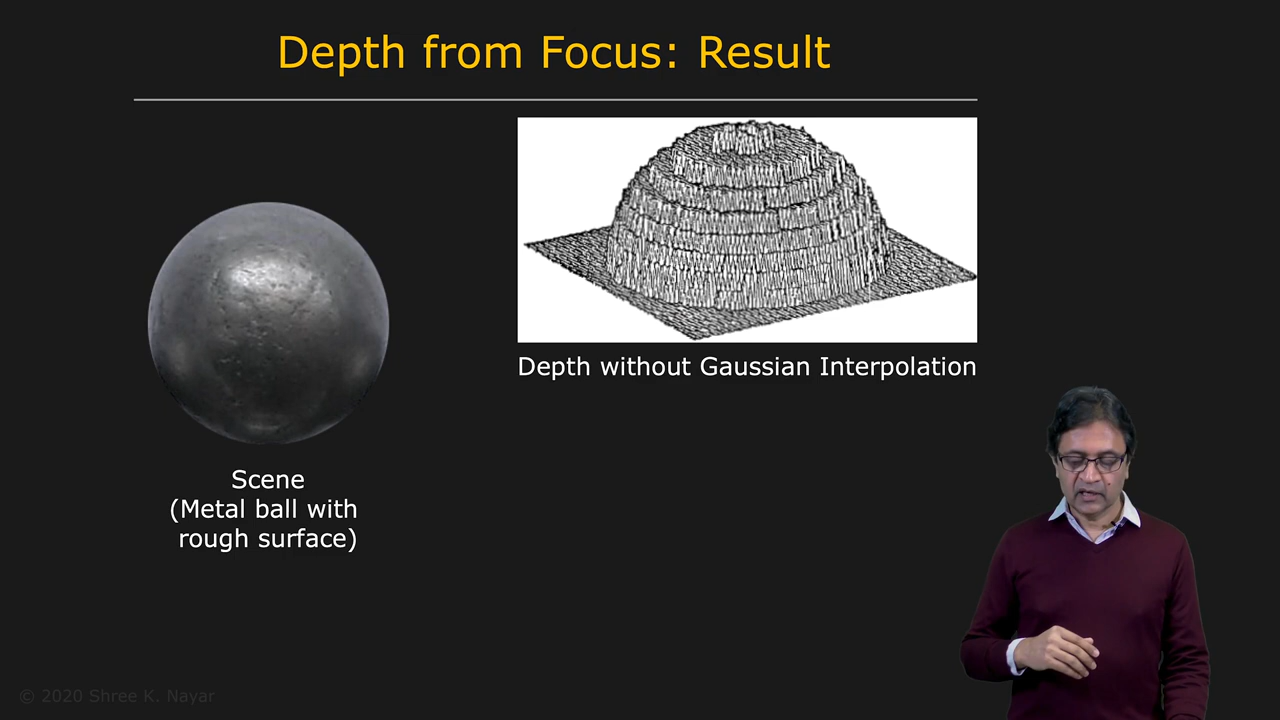 Depth from Focus: Result
Depth without Gaussian Interpolation
Scene
(Metal ball with
rough surface)
© 2020 Shree K. Nayar